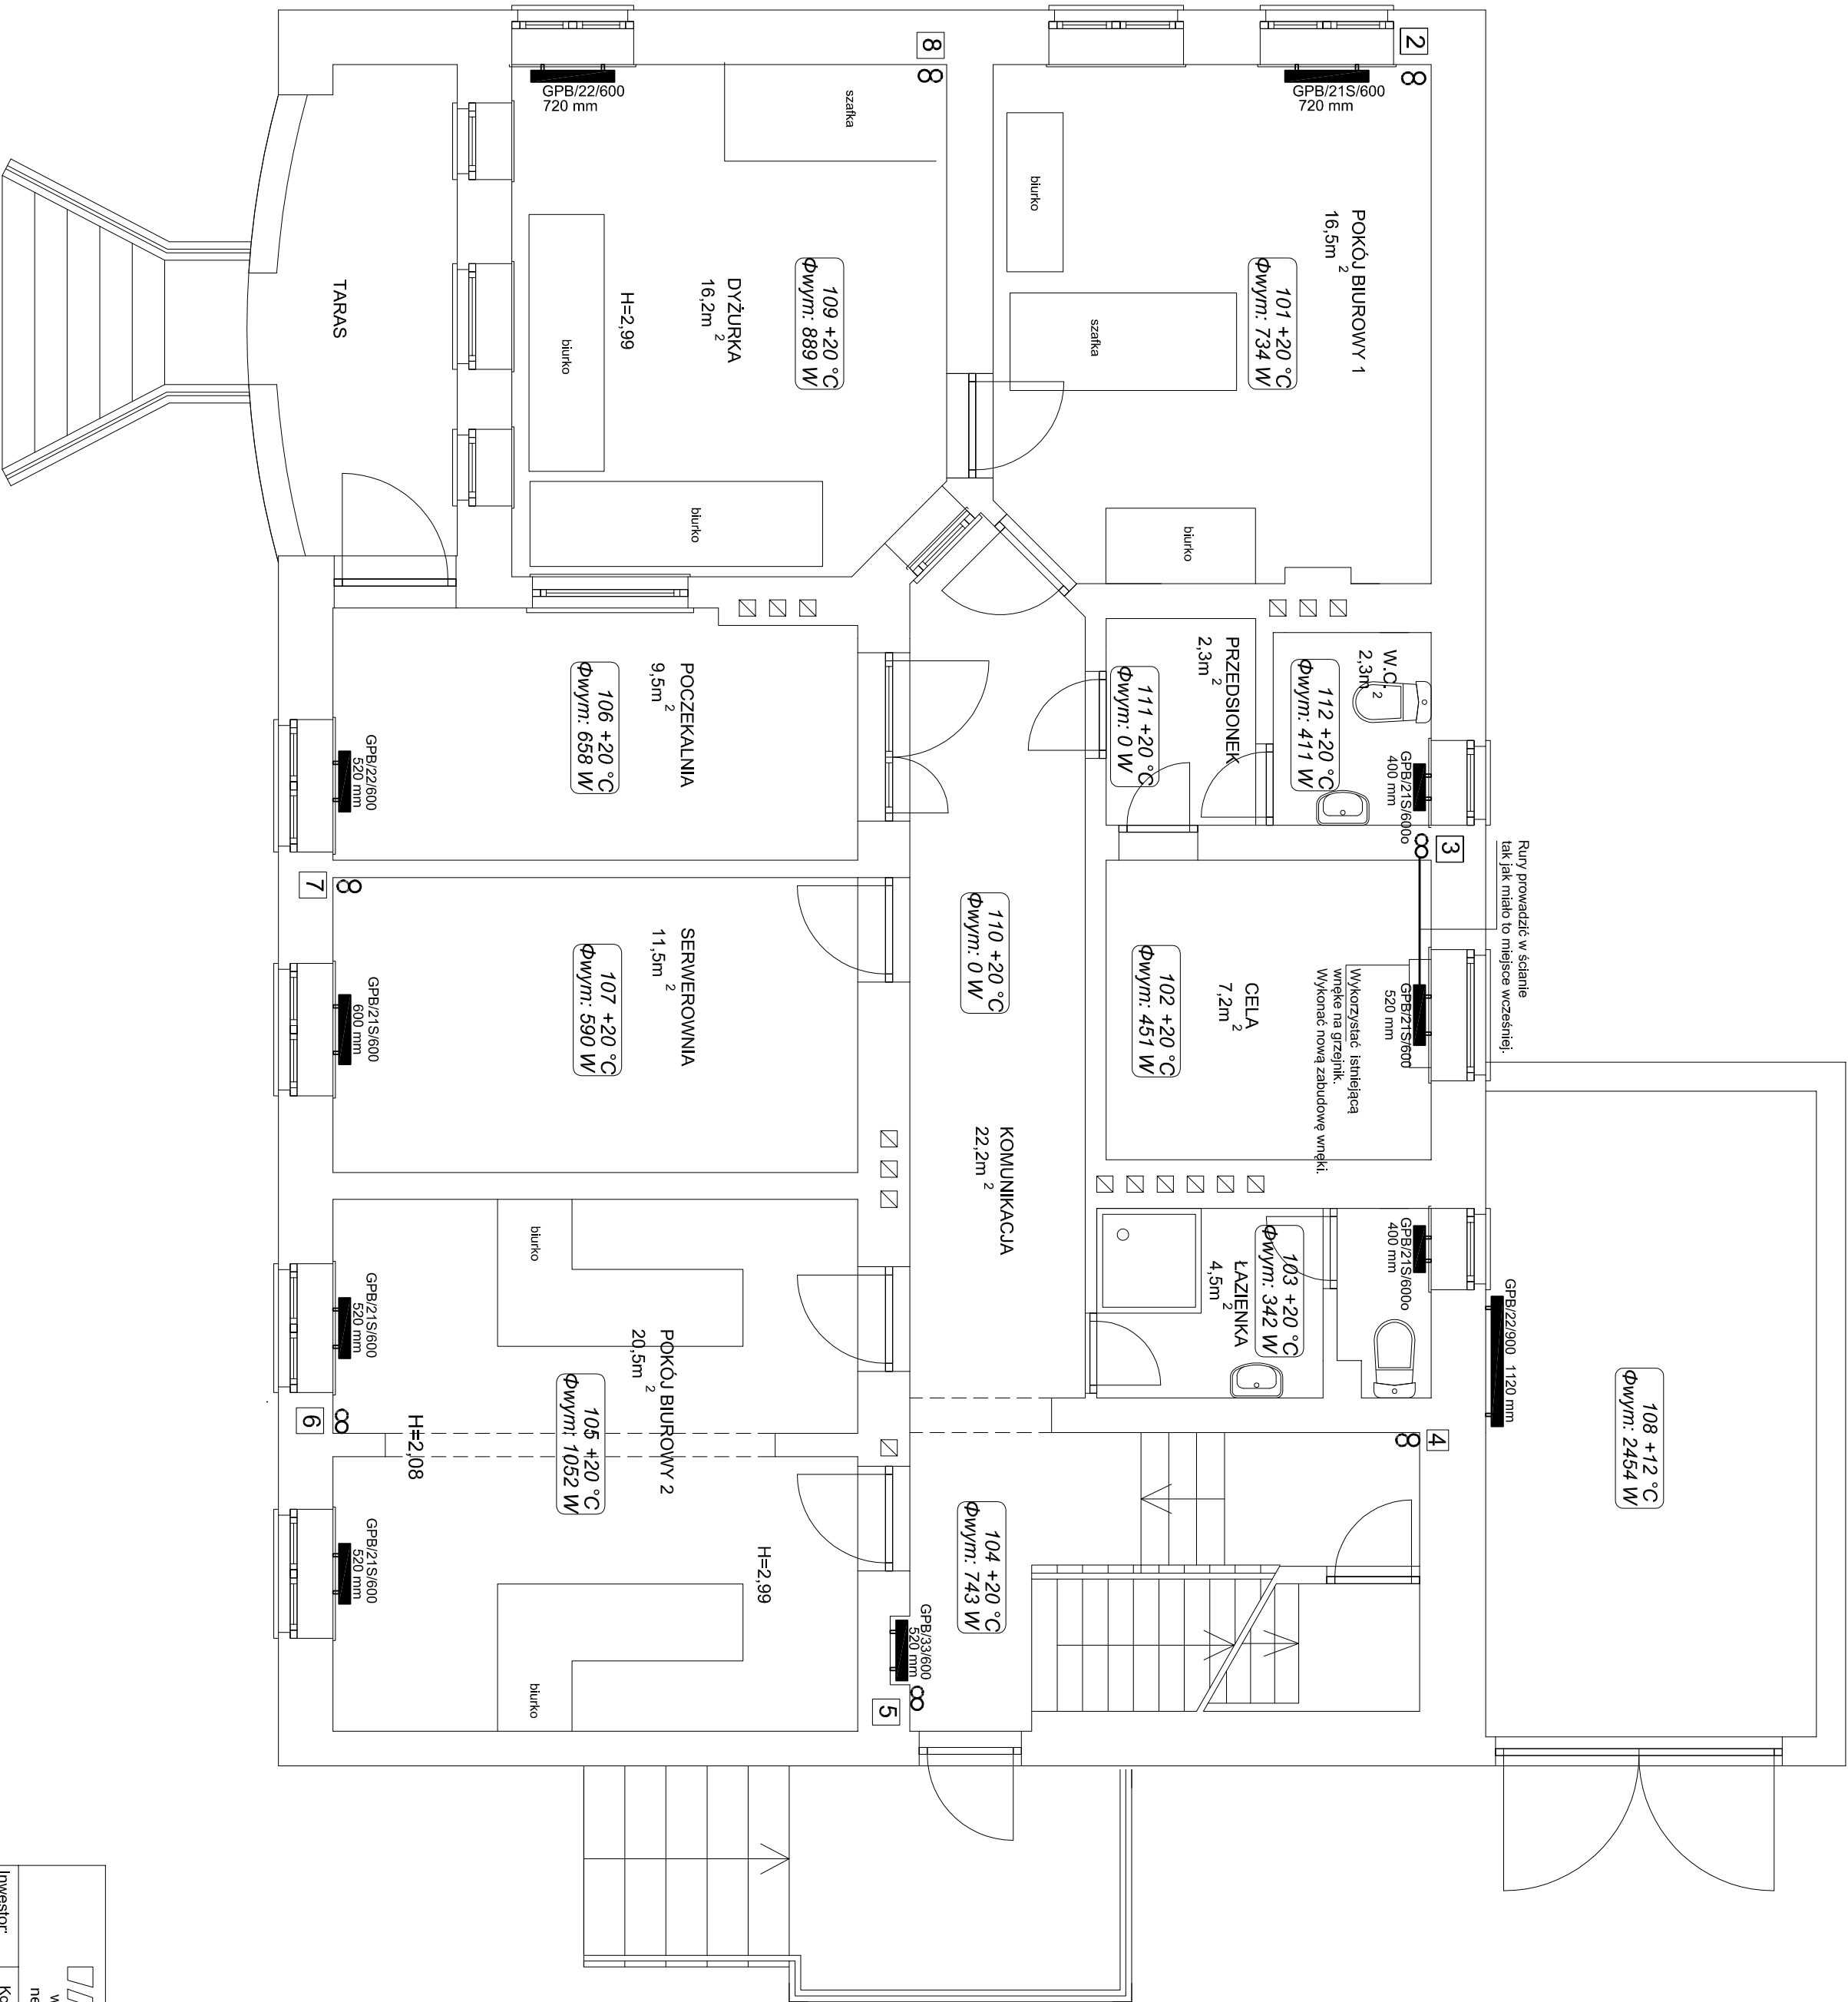 2
GPB/21S/600
720 mm
8
GPB/22/600
720 mm
szafka
biurko
POKÓJ BIUROWY 1
16,5m2
101 +20 °C
Φwym: 734 W
szafka
biurko
109 +20 °C
Φwym: 889 W
DYŻURKA
16,2m2
H=2,99
biurko
biurko
TARAS
W.C.
2,3m2
112 +20 °C
Φwym: 411 W
GPB/21S/600o
400 mm
PRZEDSIONEK
2,3m2
111 +20 °C
Φwym: 0 W
POCZEKALNIA
9,5m2
106 +20 °C
Φwym: 658 W
GPB/22/600
520 mm
3
Rury prowadzić w ścianie
tak jak miało to miejsce wcześniej.
7
GPB/21S/600
520 mm
Wykorzystać istniejącą
wnękę na grzejnik.
Wykonać nową zabudowę wnęki.
CELA
7,2m2
102 +20 °C
Φwym: 451 W
110 +20 °C
Φwym: 0 W
KOMUNIKACJA
22,2m2
SERWEROWNIA
11,5m2
107 +20 °C
Φwym: 590 W
GPB/21S/600
600 mm
GPB/21S/600o
400 mm
103 +20 °C
Φwym: 342 W
ŁAZIENKA
4,5m2
GPB/22/900 1120 mm
108 +12 °C
Φwym: 2454 W
4
biurko
POKÓJ BIUROWY 2
20,5m2
105 +20 °C
Φwym: 1052 W
GPB/21S/600
520 mm
6
H=2,08
104 +20 °C
Φwym: 743 W
H=2,99
GPB/21S/600
520 mm
GPB/33/600
520 mm
5
biurko
Inwestor: